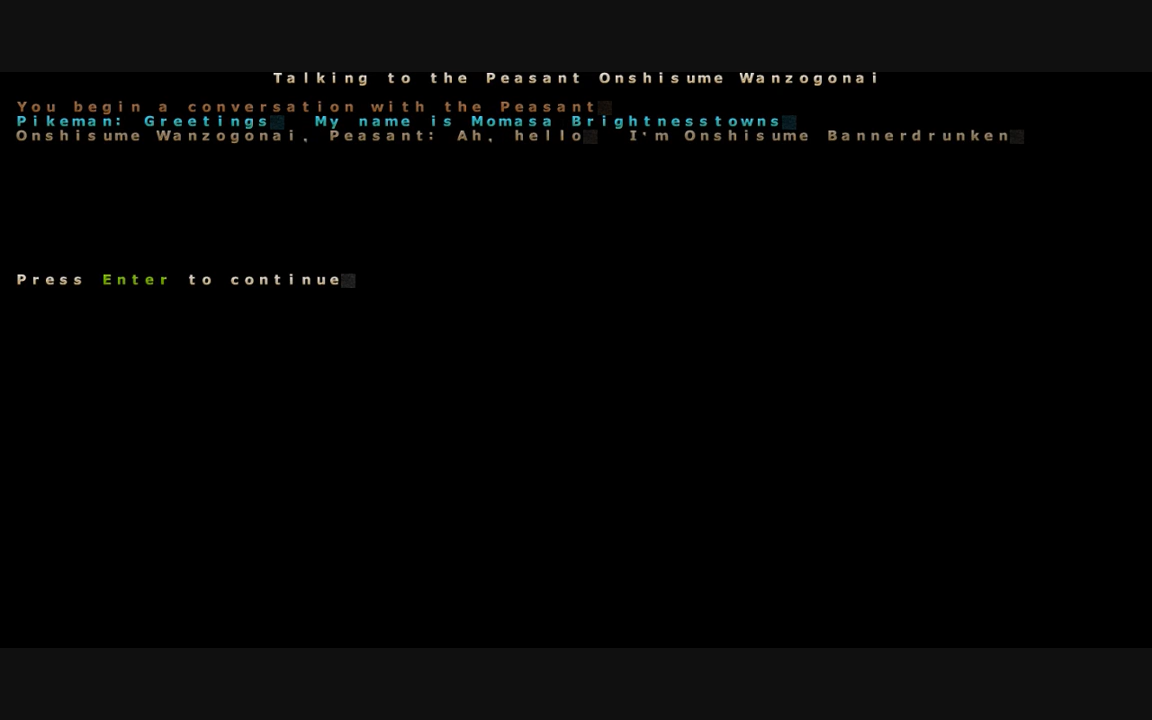 Talking to the Peasant Onshisume Wanzogonai
You begin a conversation with the Peasant
Pikeman: Greetings  My name is Momasa Brightnesstowns
Onshisume Wanzogonai, Peasant: Ah, hello  I'm Onshisume Bannerdrunken
Press Enter to continue